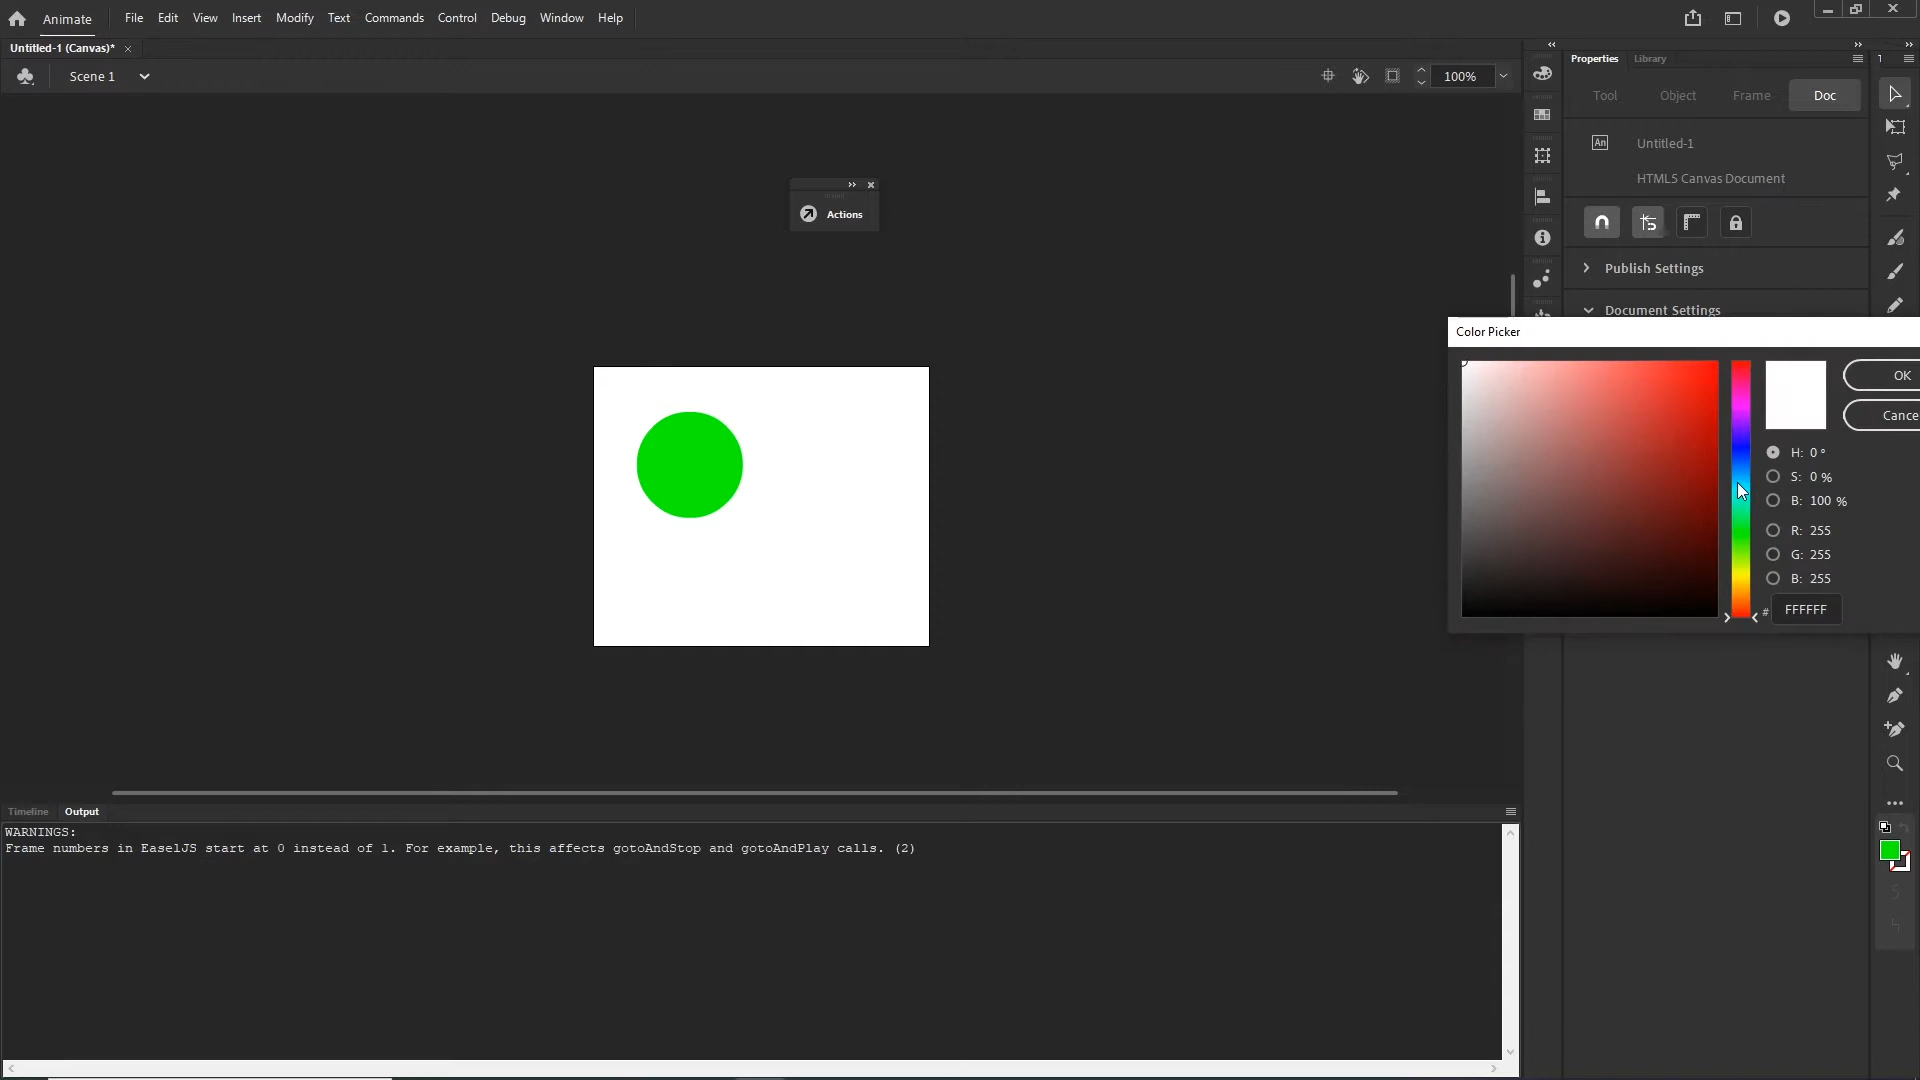 Animate File Edit View Insert Modify Text Commands Control Debug Window Help
Untitled-1 (Canvas)*
Scene 1 100%
Properties Library
Tool Object Frame Doc
An Untitled-1
HTML5 Canvas Document
Actions
Publish Settings
Document Settings
Color Picker
OK
Cance
H: 0 °
S: 0 %
B: 100 %
R: 255
G: 255
B: 255
# FFFFFF
Timeline Output
WARNINGS:
Frame numbers in EaselJS start at 0 instead of 1. For example, this affects gotoAndStop and gotoAndPlay calls. (2)